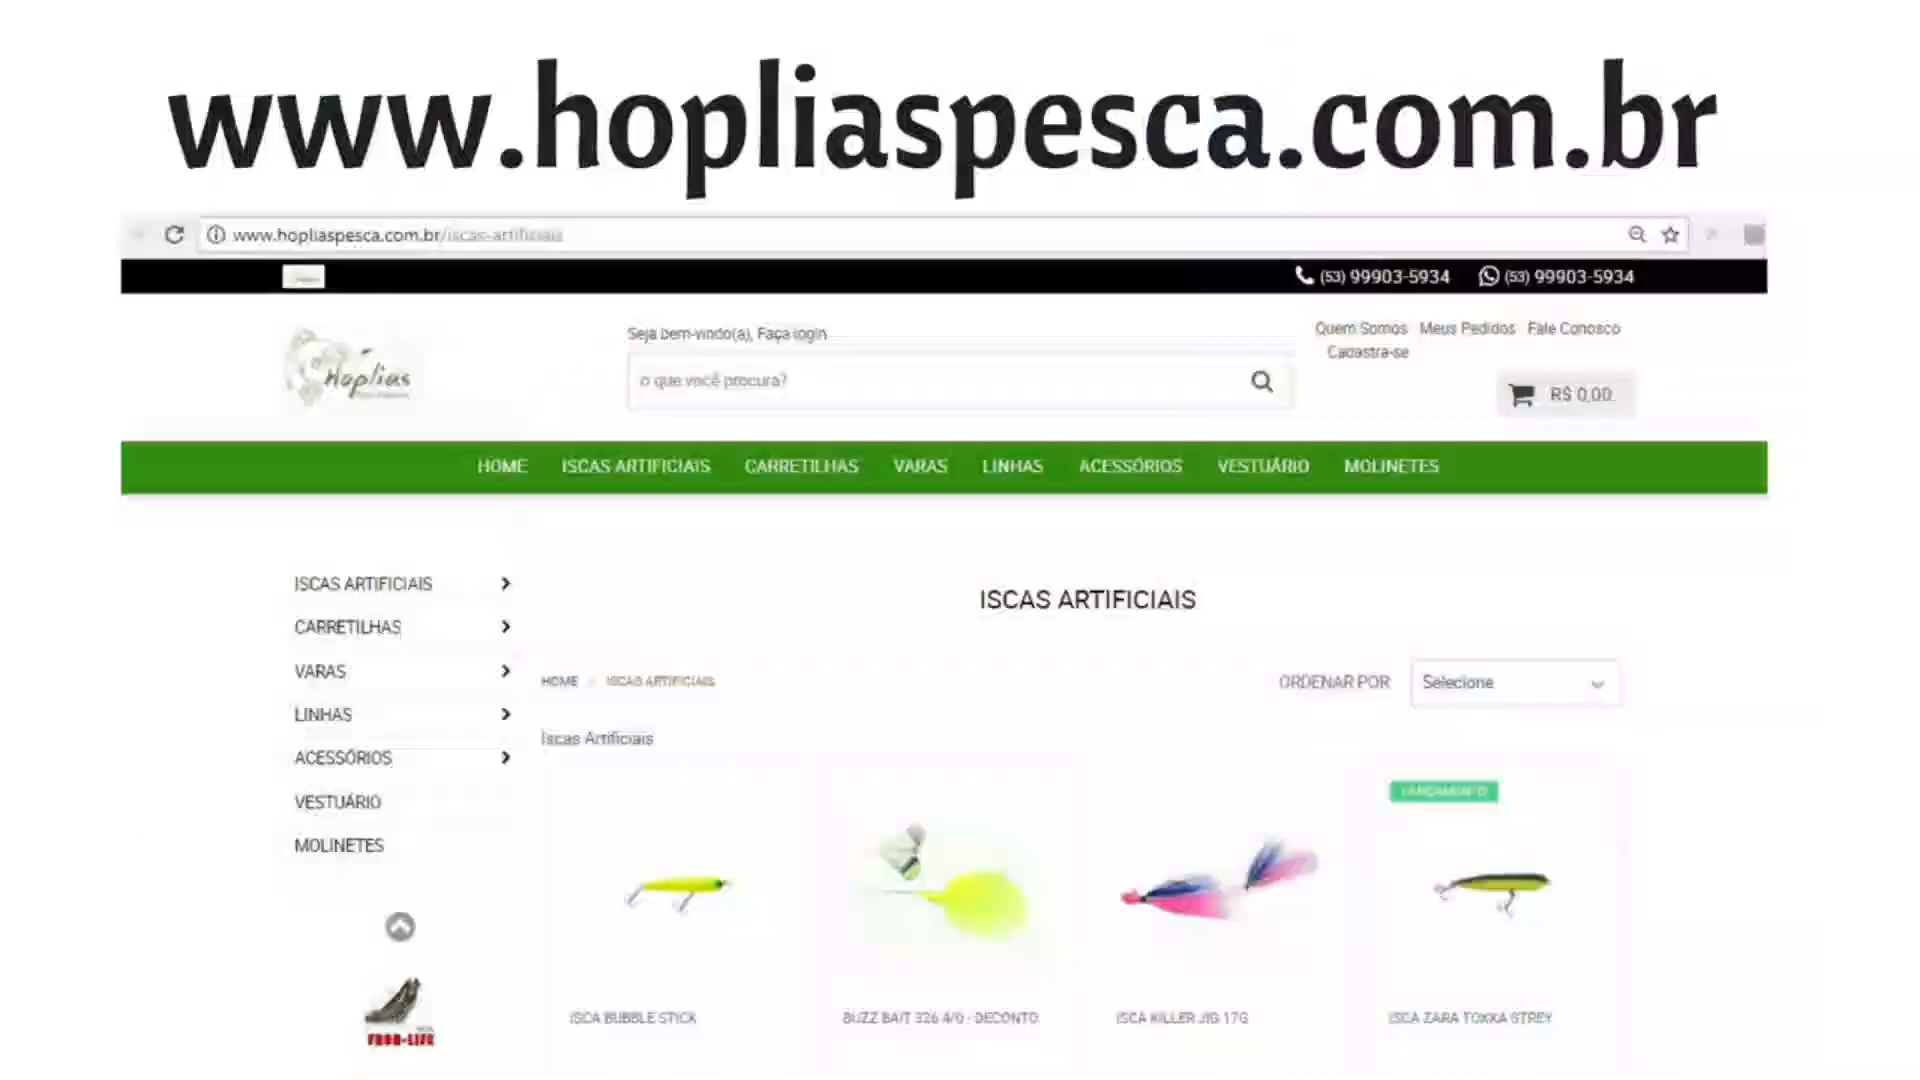 www.hopliaspesca.com.br
www.hopliaspesca.com.br/iscas-artificiais
(53) 99903-5934 (53) 99903-5934
Seja bem-vindo(a), Faça login
Quem Somos Meus Pedidos Fale Conosco
Cadastra-se
Hoplias
o que você procura?
R$ 0,00
HOME ISCAS ARTIFICIAIS CARRETILHAS VARAS LINHAS ACESSÓRIOS VESTUÁRIO MOLINETES
ISCAS ARTIFICIAIS
CARRETILHAS
VARAS
LINHAS
ACESSÓRIOS
VESTUÁRIO
MOLINETES
ISCAS ARTIFICIAIS
HOME ISCAS ARTIFICIAIS
ORDENAR POR Selecione
Iscas Artificiais
LANÇAMENTO
ISCA BUBBLE STICK
BUZZ BAIT 326 4/0 - DECONTO
ISCA KILLER JIG 17G
ISCA ZARA TOXXA STREY